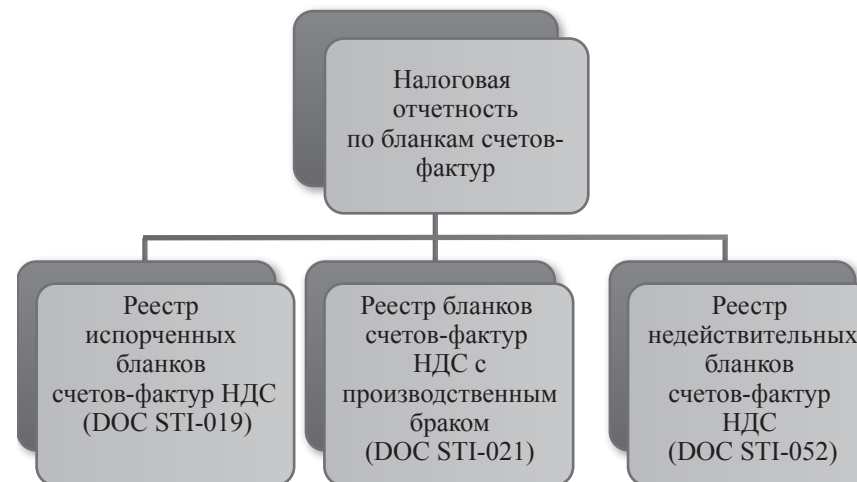 Налоговая
отчетность
по бланкам счетов-
фактур
Реестр
испорченных
бланков
счетов-фактур НДС
(DOC STI-019)
Реестр бланков
счетов-фактур
НДС с
производственным
браком
(DOC STI-021)
Реестр
недействительных
бланков
счетов-фактур
НДС
(DOC STI-052)